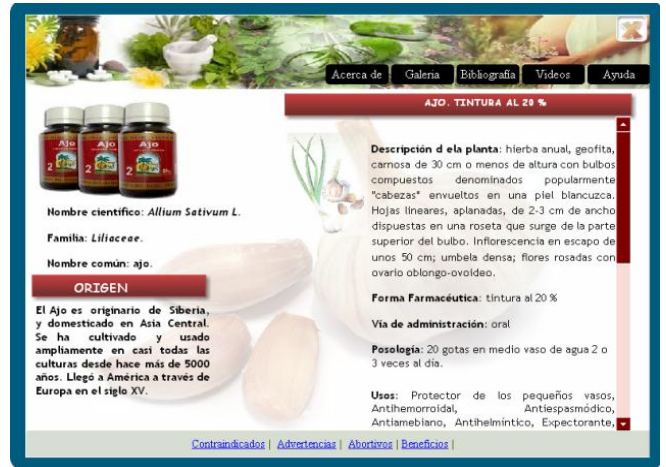 Acerca de
Galeria
Bibliografía
Videos
Ayuda
Ajo
Ajo
Ajo
2
2
2
Nombre científico: Allium Sativum L.
Familia: Liliaceae.
Nombre común: ajo.
ORIGEN
El Ajo es originario de Siberia,
y domesticado en Asia Central.
Se ha cultivado y usado
ampliamente en casi todas las
culturas desde hace más de 5000
años. Llegó a América a través de
Europa en el siglo XV.
AJO. TINTURA AL 20 %
Descripción d ela planta: hierba anual, geofita,
carnosa de 30 cm o menos de altura con bulbos
compuestos denominados popularmente
"cabezas" envueltos en una piel blancuzca.
Hojas lineares, aplanadas, de 2-3 cm de ancho
dispuestas en una roseta que surge de la parte
superior del bulbo. Inflorescencia en escapo de
unos 50 cm; umbela densa; flores rosadas con
ovario oblongo-ovoideo.
Forma Farmacéutica: tintura al 20 %
Vía de administración: oral
Posología: 20 gotas en medio vaso de agua 2 o
3 veces al día.
Usos: Protector de los pequeños vasos,
Antihemorroidal, Antiespasmódico,
Antiamebiano, Antihelmíntico, Expectorante,
Contraindicados | Advertencias | Abortivos | Beneficios |